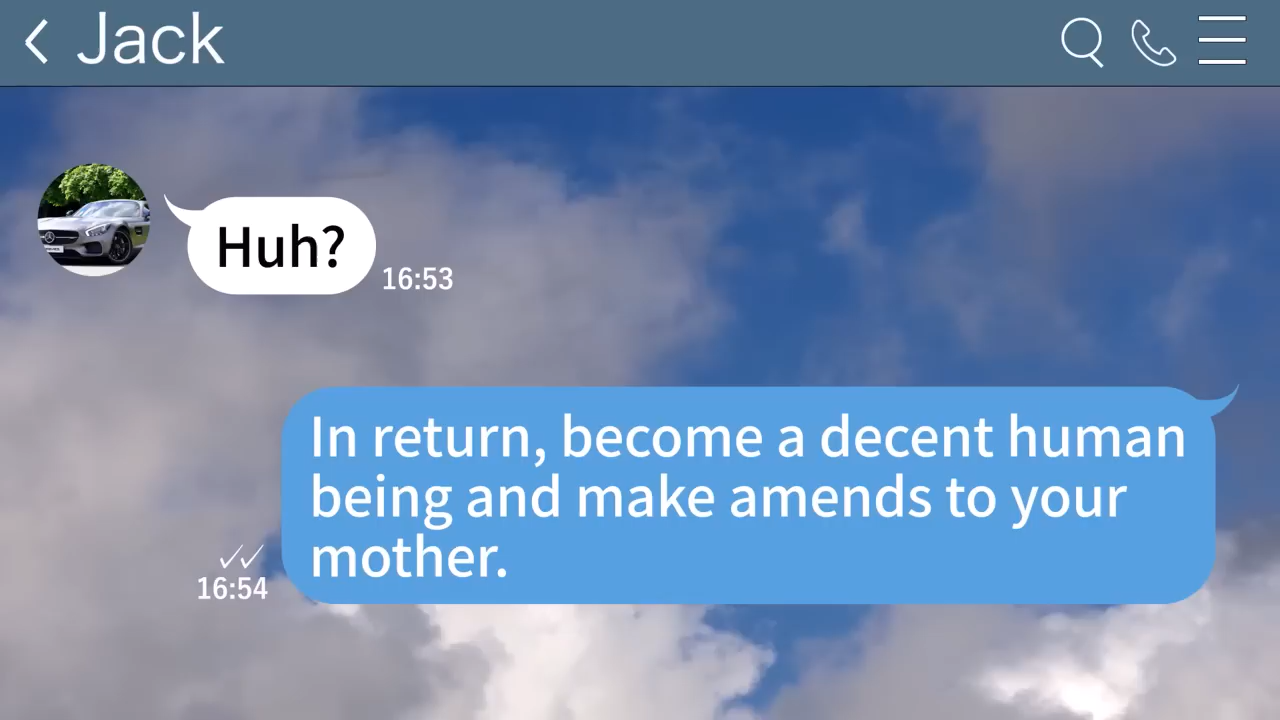 Jack
Huh?
16:53
In return, become a decent human
being and make amends to your
mother.
16:54